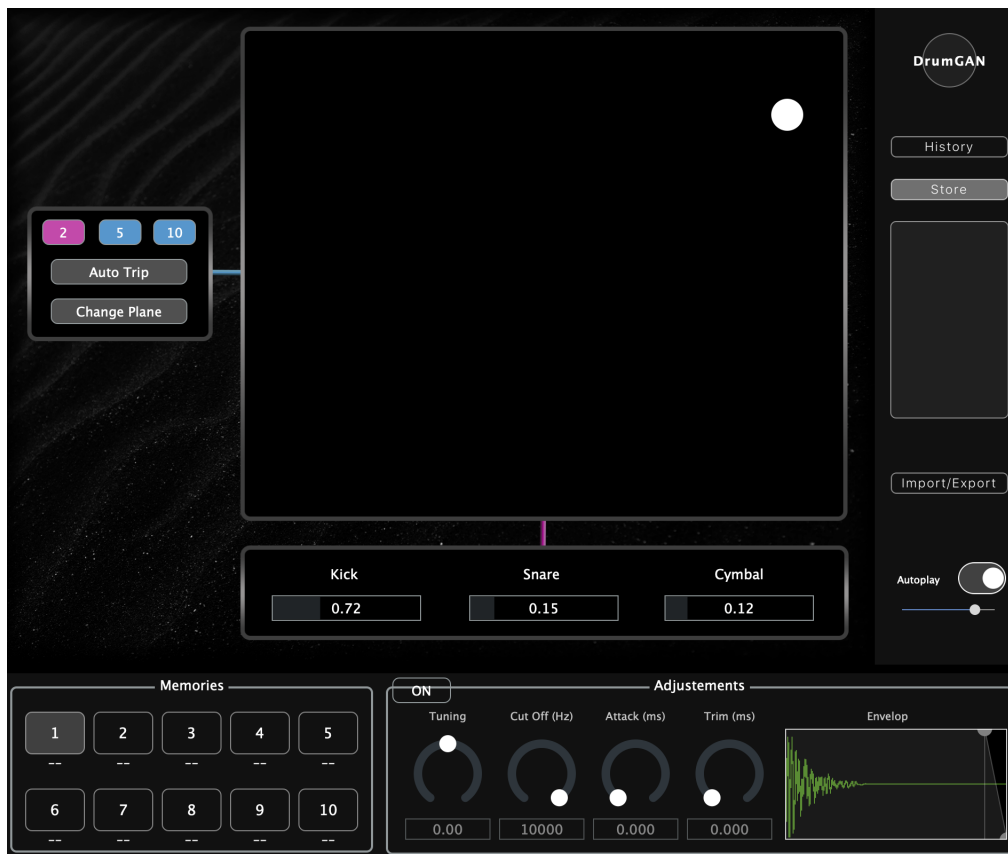 DrumGAN
History
Store
2 5 10
Auto Trip
Change Plane
Import/Export
Kick Snare Cymbal
0.72 0.15 0.12
Autoplay
Memories
1 2 3 4 5
-- -- -- -- --
6 7 8 9 10
-- -- -- -- --
ON
Adjustements
Tuning Cut Off (Hz) Attack (ms) Trim (ms) Envelop
0.00 10000 0.000 0.000